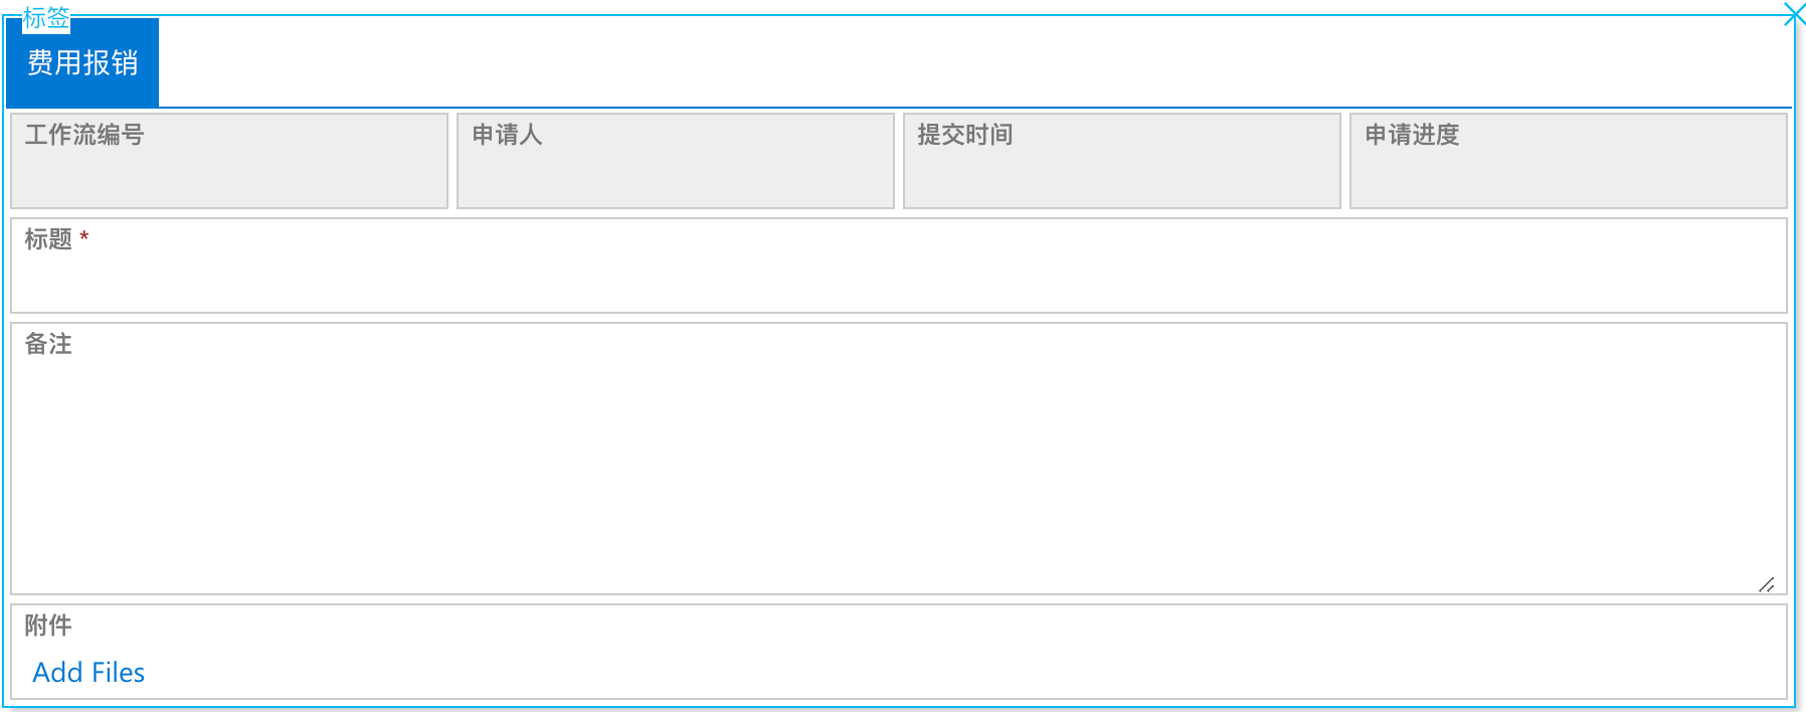 标签
费用报销
工作流编号
申请人
提交时间
申请进度
标题 *
备注
附件
Add Files